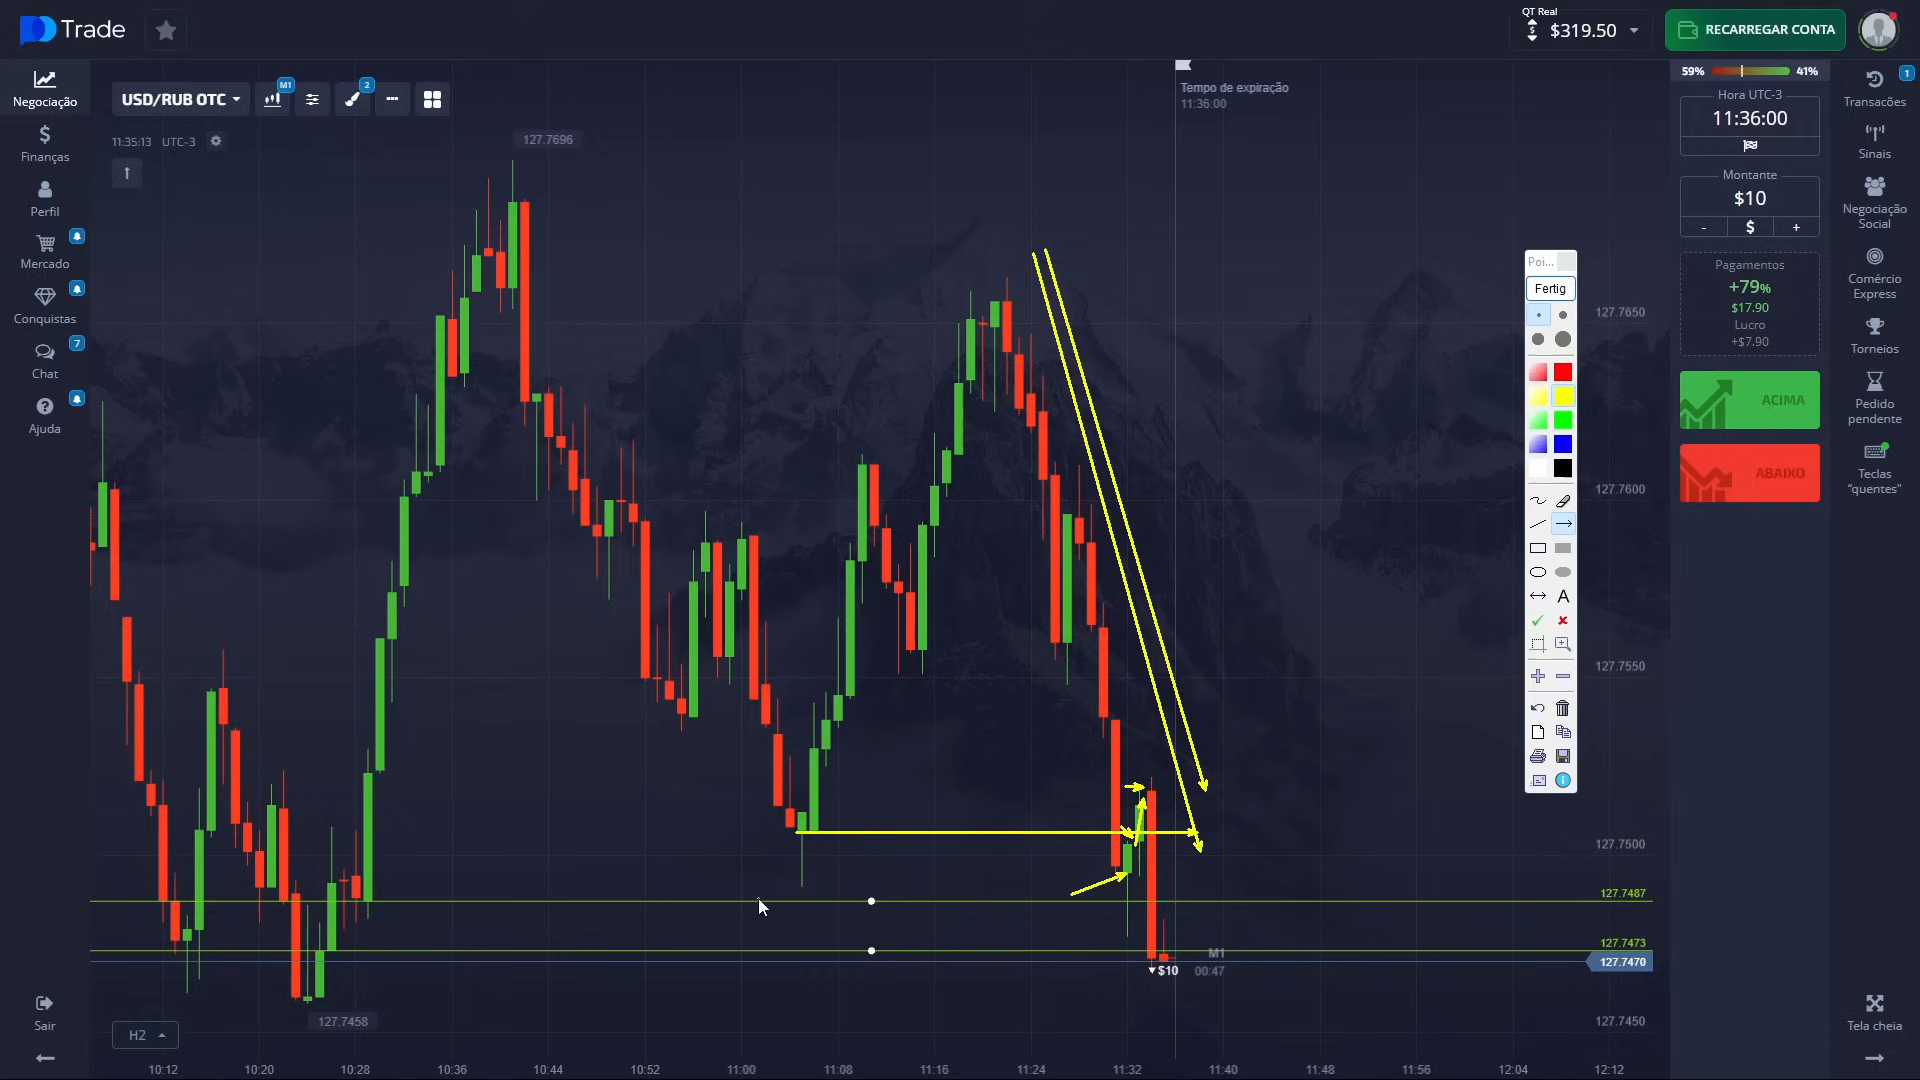 Trade
QT Real
$319.50
RECARREGAR CONTA
Negociação
Finanças
Perfil
Mercado
Conquistas
7
Chat
Ajuda
Sair
USD/RUB OTC
M1
2
11:35:13 UTC-3
127.7696
Tempo de expiração
11:36:00
127.7650
127.7600
127.7550
127.7500
127.7487
127.7473
127.7470
127.7450
127.7458
M1
$10 00:47
H2
10:12 10:20 10:28 10:36 10:44 10:52 11:00 11:08 11:16 11:24 11:32 11:40 11:48 11:56 12:04 12:12
Poi...
Fertig
A
59% 41%
Hora UTC-3
11:36:00
Montante
$10
- $ +
Pagamentos
+79%
$17.90
Lucro
+$7.90
ACIMA
ABAIXO
1
Transacões
Sinais
Negociação
Social
Comércio
Express
Torneios
Pedido
pendente
Teclas
“quentes”
Tela cheia